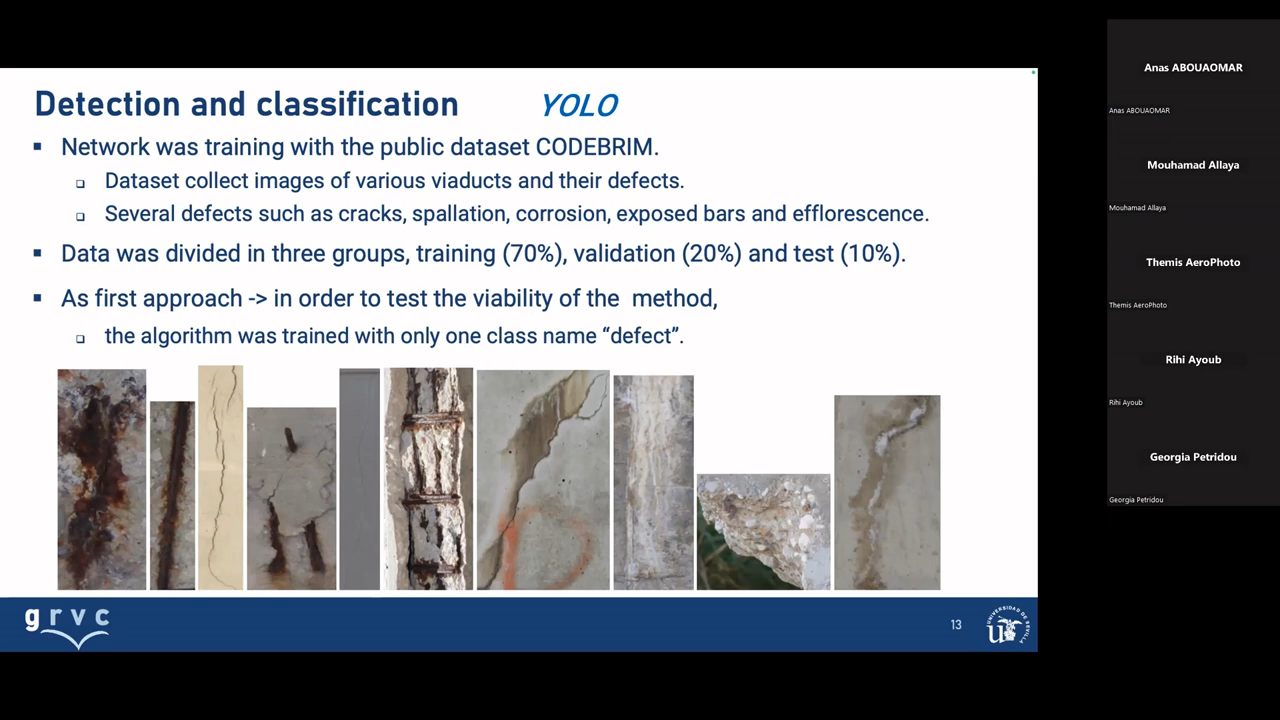 Detection and classification YOLO
▪ Network was training with the public dataset CODEBRIM.
❑ Dataset collect images of various viaducts and their defects.
❑ Several defects such as cracks, spallation, corrosion, exposed bars and efflorescence.
▪ Data was divided in three groups, training (70%), validation (20%) and test (10%).
▪ As first approach -> in order to test the viability of the method,
❑ the algorithm was trained with only one class name “defect”.
grvc
13
UNIVERSIDAD DE SEVILLA
Anas ABOUAOMAR
Anas ABOUAOMAR
Mouhamad Allaya
Mouhamad Allaya
Themis AeroPhoto
Themis AeroPhoto
Rihi Ayoub
Rihi Ayoub
Georgia Petridou
Georgia Petridou